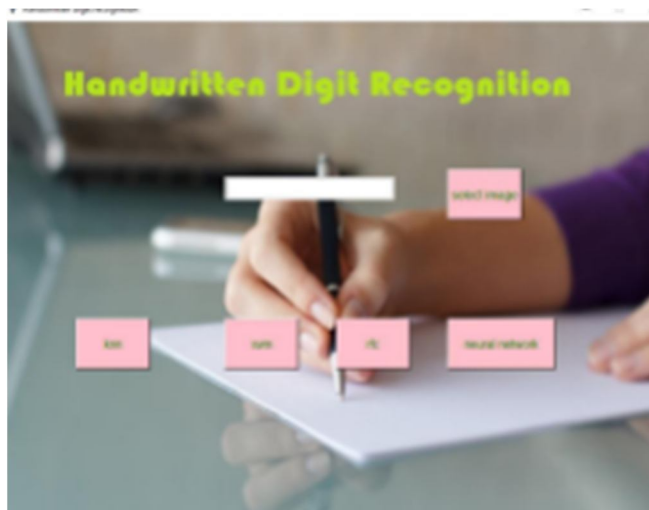 Handwritten Digit Recognition
select image
knn
svm
rfc
neural network